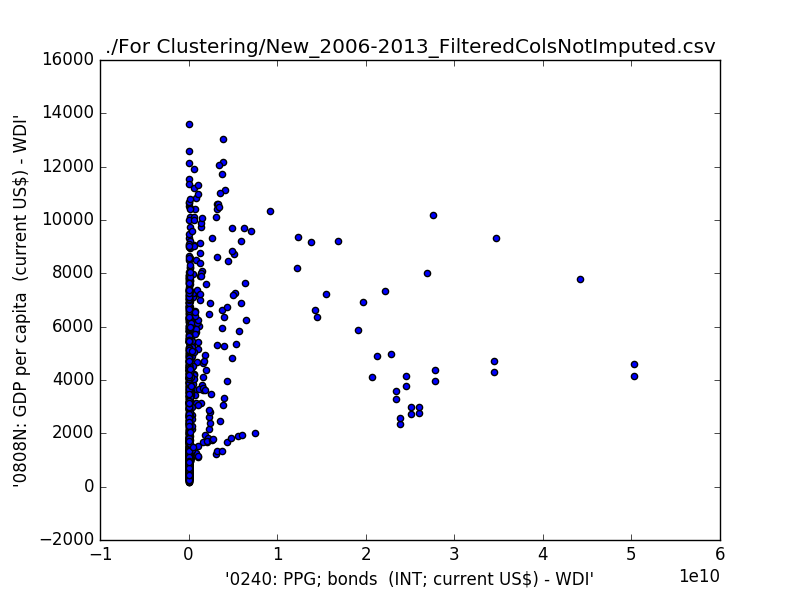 ./For Clustering/New_2006-2013_FilteredColsNotImputed.csv
16000
14000
12000
10000
8000
6000
4000
2000
0
−2000
'0808N: GDP per capita  (current US$) - WDI'
−1 0 1 2 3 4 5 6
1e10
'0240: PPG; bonds  (INT; current US$) - WDI'